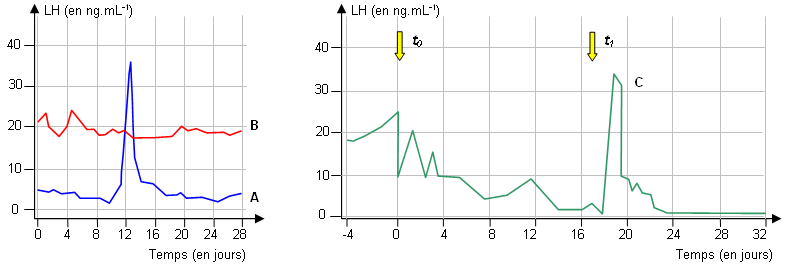 LH (en ng.mL⁻¹)
40
30
20
10
0
B
A
0 4 8 12 16 20 24 28
Temps (en jours)
LH (en ng.mL⁻¹)
t₀
t₁
C
40
30
20
10
0
-4 0 4 8 12 16 20 24 28 32
Temps (en jours)